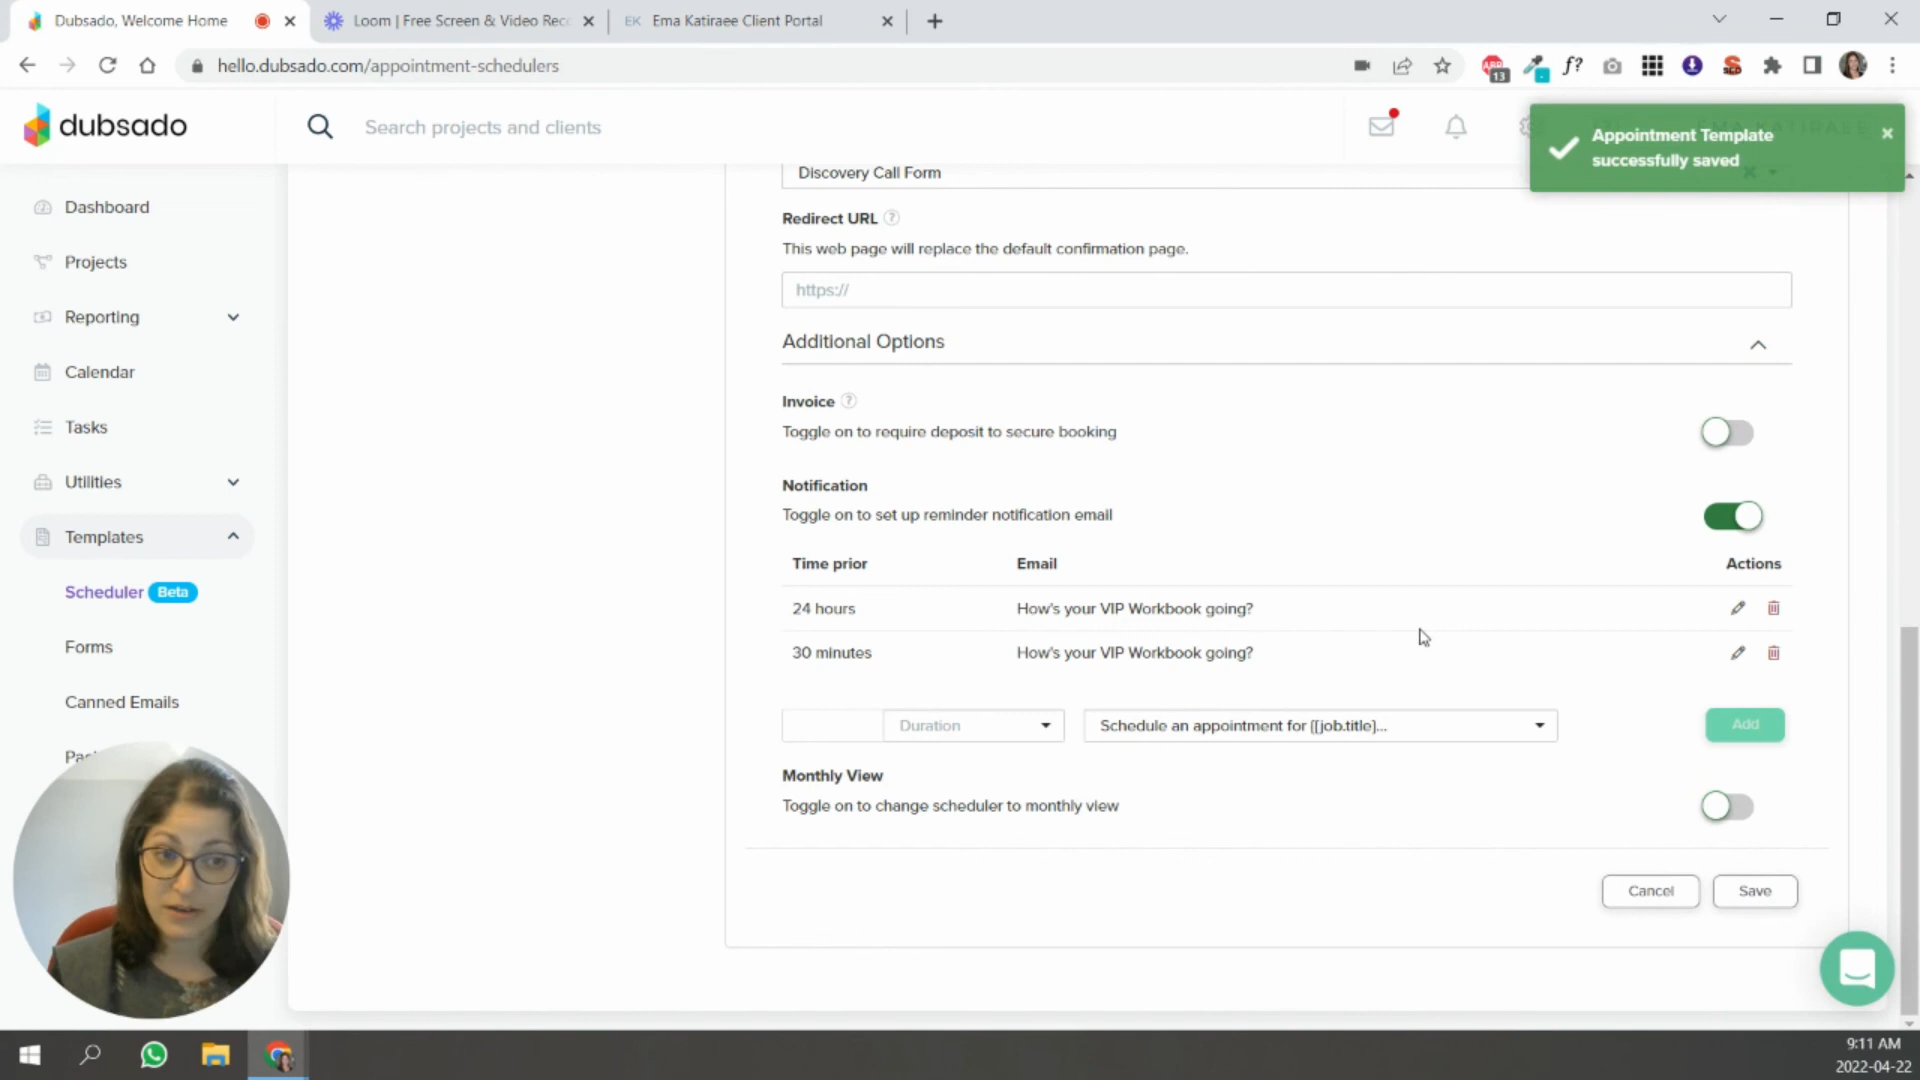 Dubsado, Welcome Home
Loom | Free Screen & Video Rec
EK Ema Katiraee Client Portal
hello.dubsado.com/appointment-schedulers
13
dubsado
Search projects and clients
Appointment Template
successfully saved
Dashboard
Projects
Reporting
Calendar
Tasks
Utilities
Templates
Scheduler Beta
Forms
Canned Emails
Discovery Call Form
Redirect URL ?
This web page will replace the default confirmation page.
https://
Additional Options
Invoice ?
Toggle on to require deposit to secure booking
Notification
Toggle on to set up reminder notification email
Time prior Email Actions
24 hours How's your VIP Workbook going?
30 minutes How's your VIP Workbook going?
Duration Schedule an appointment for {[job.title]... Add
Monthly View
Toggle on to change scheduler to monthly view
Cancel Save
9:11 AM
2022-04-22